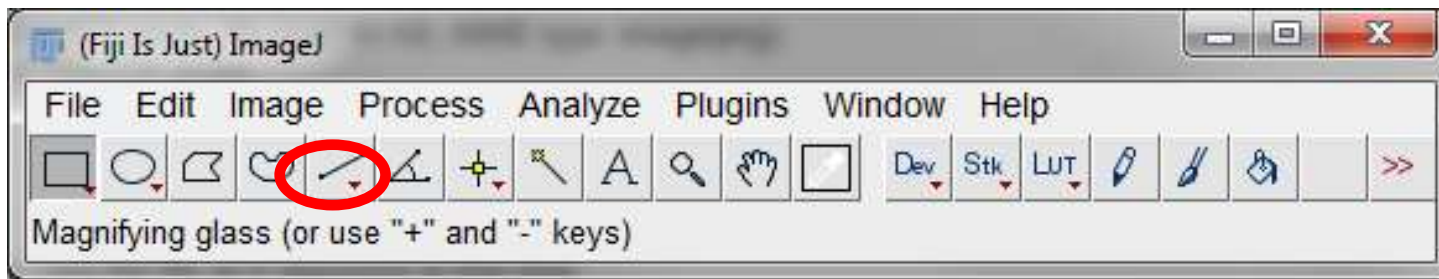 (Fiji Is Just) ImageJ
File Edit Image Process Analyze Plugins Window Help
A Dev Stk LUT >>
Magnifying glass (or use "+" and "-" keys)